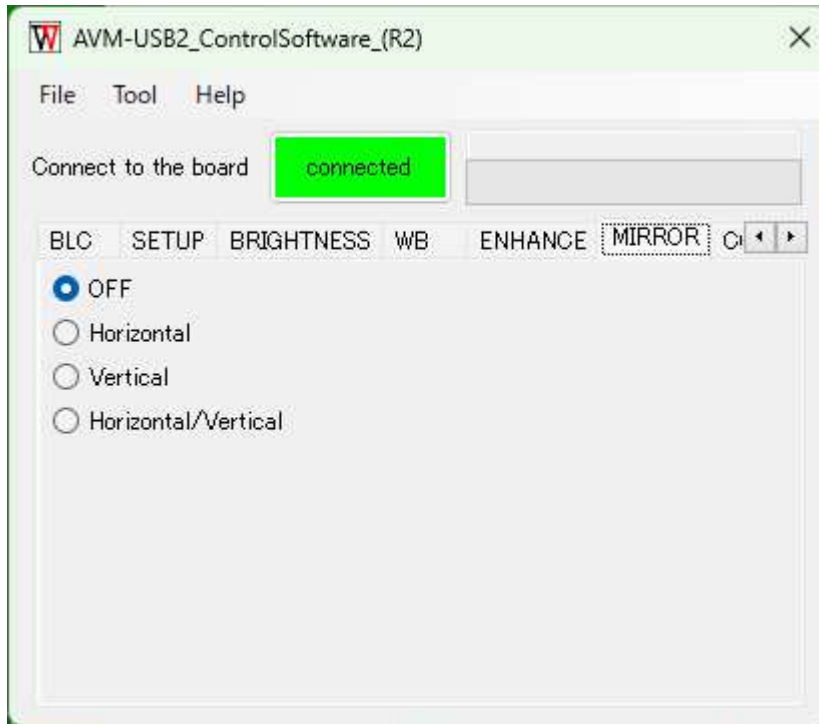 AVM-USB2_ControlSoftware_(R2)
File Tool Help
Connect to the board connected
BLC SETUP BRIGHTNESS WB ENHANCE MIRROR
OFF
Horizontal
Vertical
Horizontal/Vertical